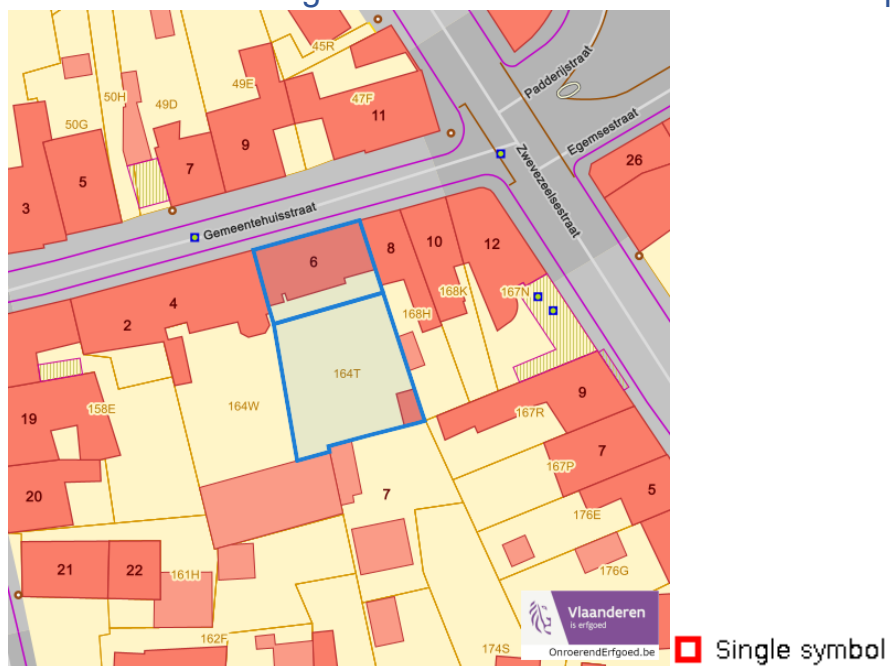 45R
50H
49E
49D
47F
50G
11
9
7
5
3
Padderijstraat
Egemsestraat
Zwevezeelsestraat
26
Gemeentehuisstraat
6
8
10
12
4
2
168K
167N
168H
164T
164W
158E
19
9
167R
7
167P
5
20
7
176E
21
22
161H
176G
162F
174S
Vlaanderen
is erfgoed
OnroerendErfgoed.be
Single symbol